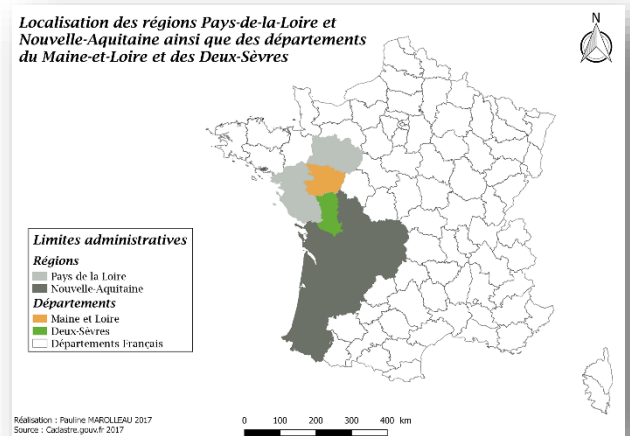 Localisation des régions Pays-de-la-Loire et
Nouvelle-Aquitaine ainsi que des départements
du Maine-et-Loire et des Deux-Sèvres
N
Limites administratives
Régions
Pays de la Loire
Nouvelle-Aquitaine
Départements
Maine et Loire
Deux-Sèvres
Départements Français
Réalisation : Pauline MAROLLEAU 2017
Source : Cadastre.gouv.fr 2017
0 100 200 300 400 km